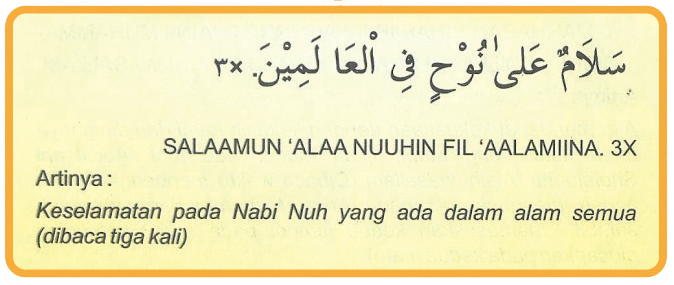 سَلَامٌ عَلىٰ نُوْحٍ فِي الْعَا لَمِيْنَ. ×٣
SALAAMUN ‘ALAA NUUHIN FIL ‘AALAMIINA. 3X
Artinya :
Keselamatan pada Nabi Nuh yang ada dalam alam semua
(dibaca tiga kali)